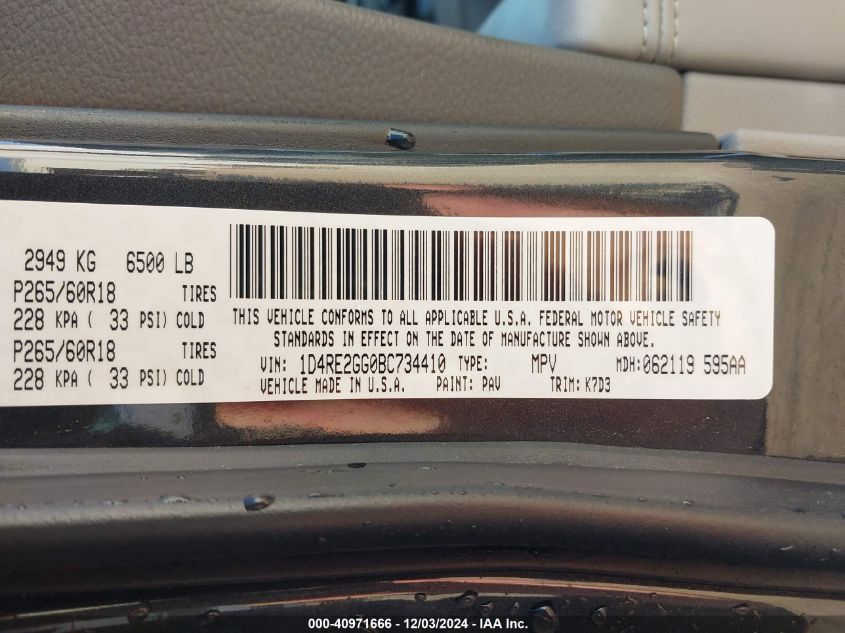 2949 KG 6500 LB
P265/60R18 TIRES
228 KPA ( 33 PSI) COLD
P265/60R18 TIRES
228 KPA ( 33 PSI) COLD
THIS VEHICLE CONFORMS TO ALL APPLICABLE U.S.A. FEDERAL MOTOR VEHICLE SAFETY
STANDARDS IN EFFECT ON THE DATE OF MANUFACTURE SHOWN ABOVE.
VIN: 1D4RE2GG0BC734410 TYPE: MPV MDH:062119 595AA
VEHICLE MADE IN U.S.A. PAINT: PAV TRIM: K7D3
000-40971666 - 12/03/2024 - IAA Inc.